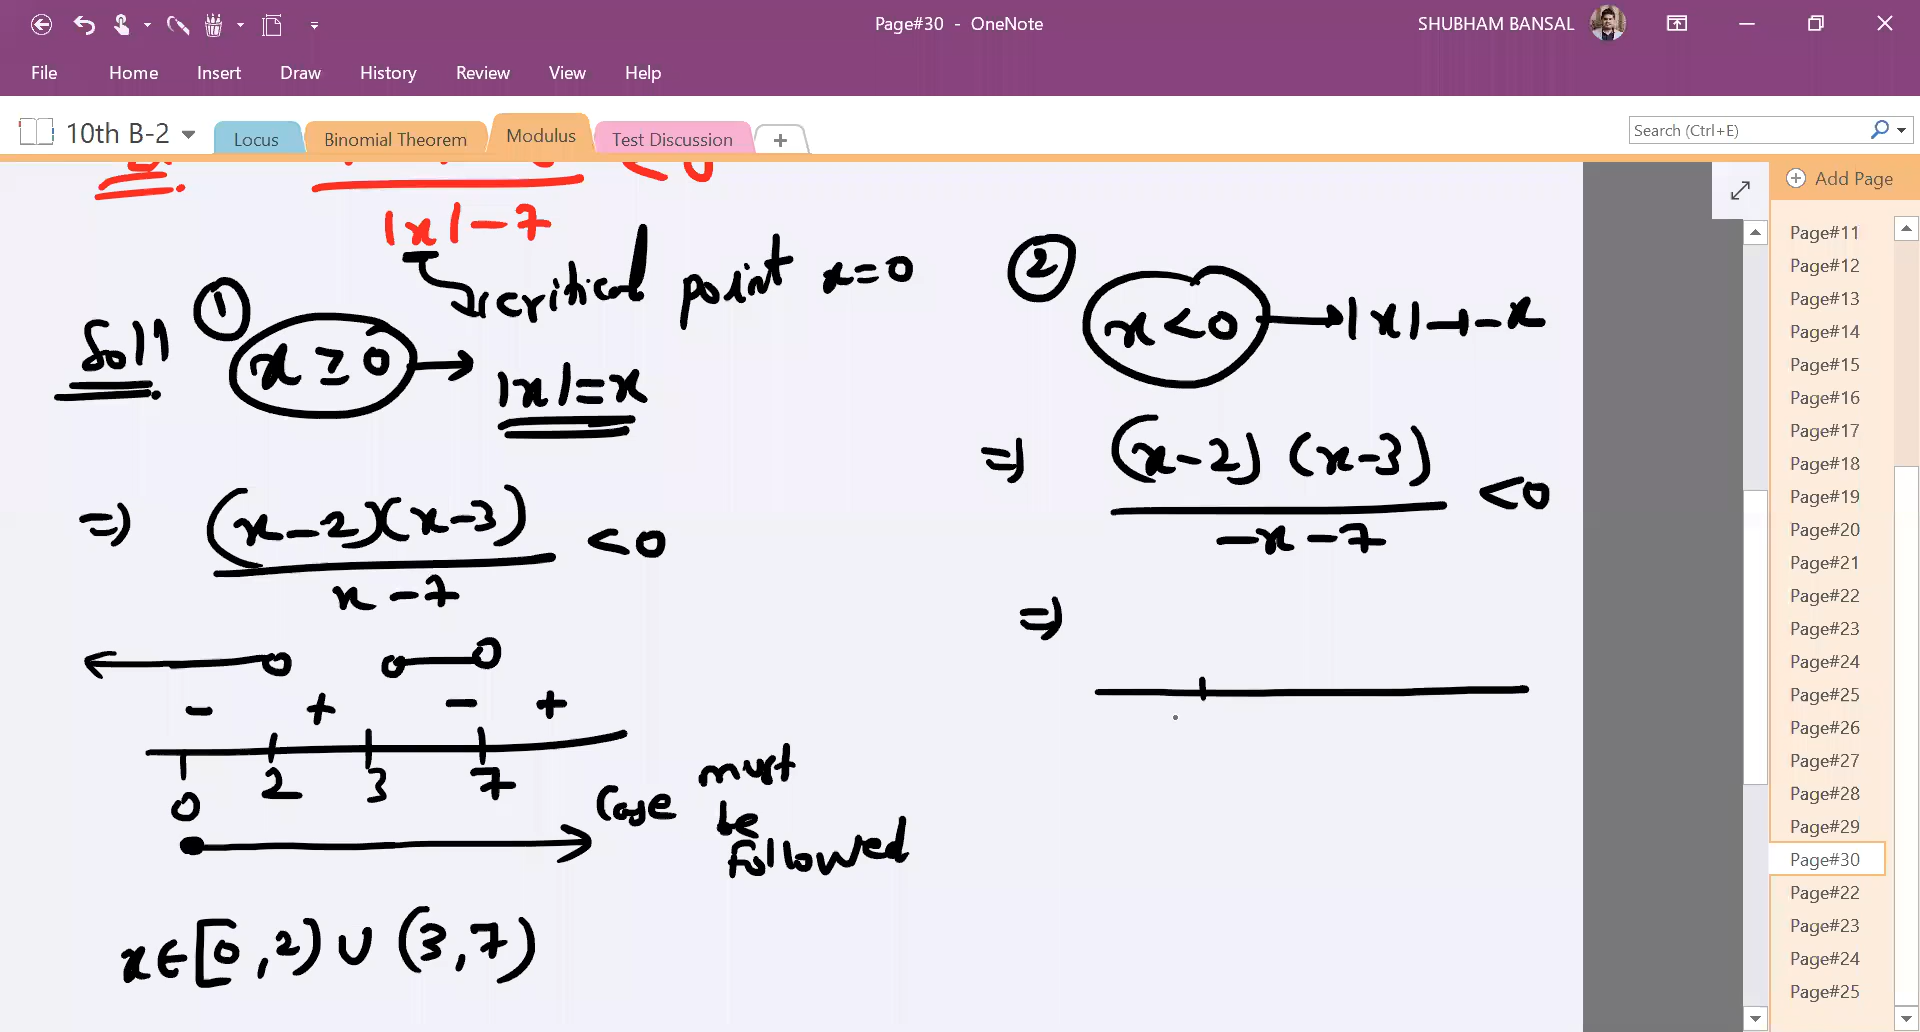 Page#30 - OneNote
SHUBHAM BANSAL
File Home Insert Draw History Review View Help
10th B-2
Locus
Binomial Theorem
Modulus
Test Discussion
+
Search (Ctrl+E)
< 0
|x| - 7
critical point x=0
Soln
1
x ≥ 0
|x| = x
⇒ (x-2)(x-3) < 0
x - 7
- + - +
0 2 3 7
Case must
be
followed
x ∈ [0,2) ∪ (3,7)
2
x < 0 → |x| → -x
⇒ (x-2) (x-3) < 0
-x - 7
⇒
Add Page
Page#11
Page#12
Page#13
Page#14
Page#15
Page#16
Page#17
Page#18
Page#19
Page#20
Page#21
Page#22
Page#23
Page#24
Page#25
Page#26
Page#27
Page#28
Page#29
Page#30
Page#22
Page#23
Page#24
Page#25